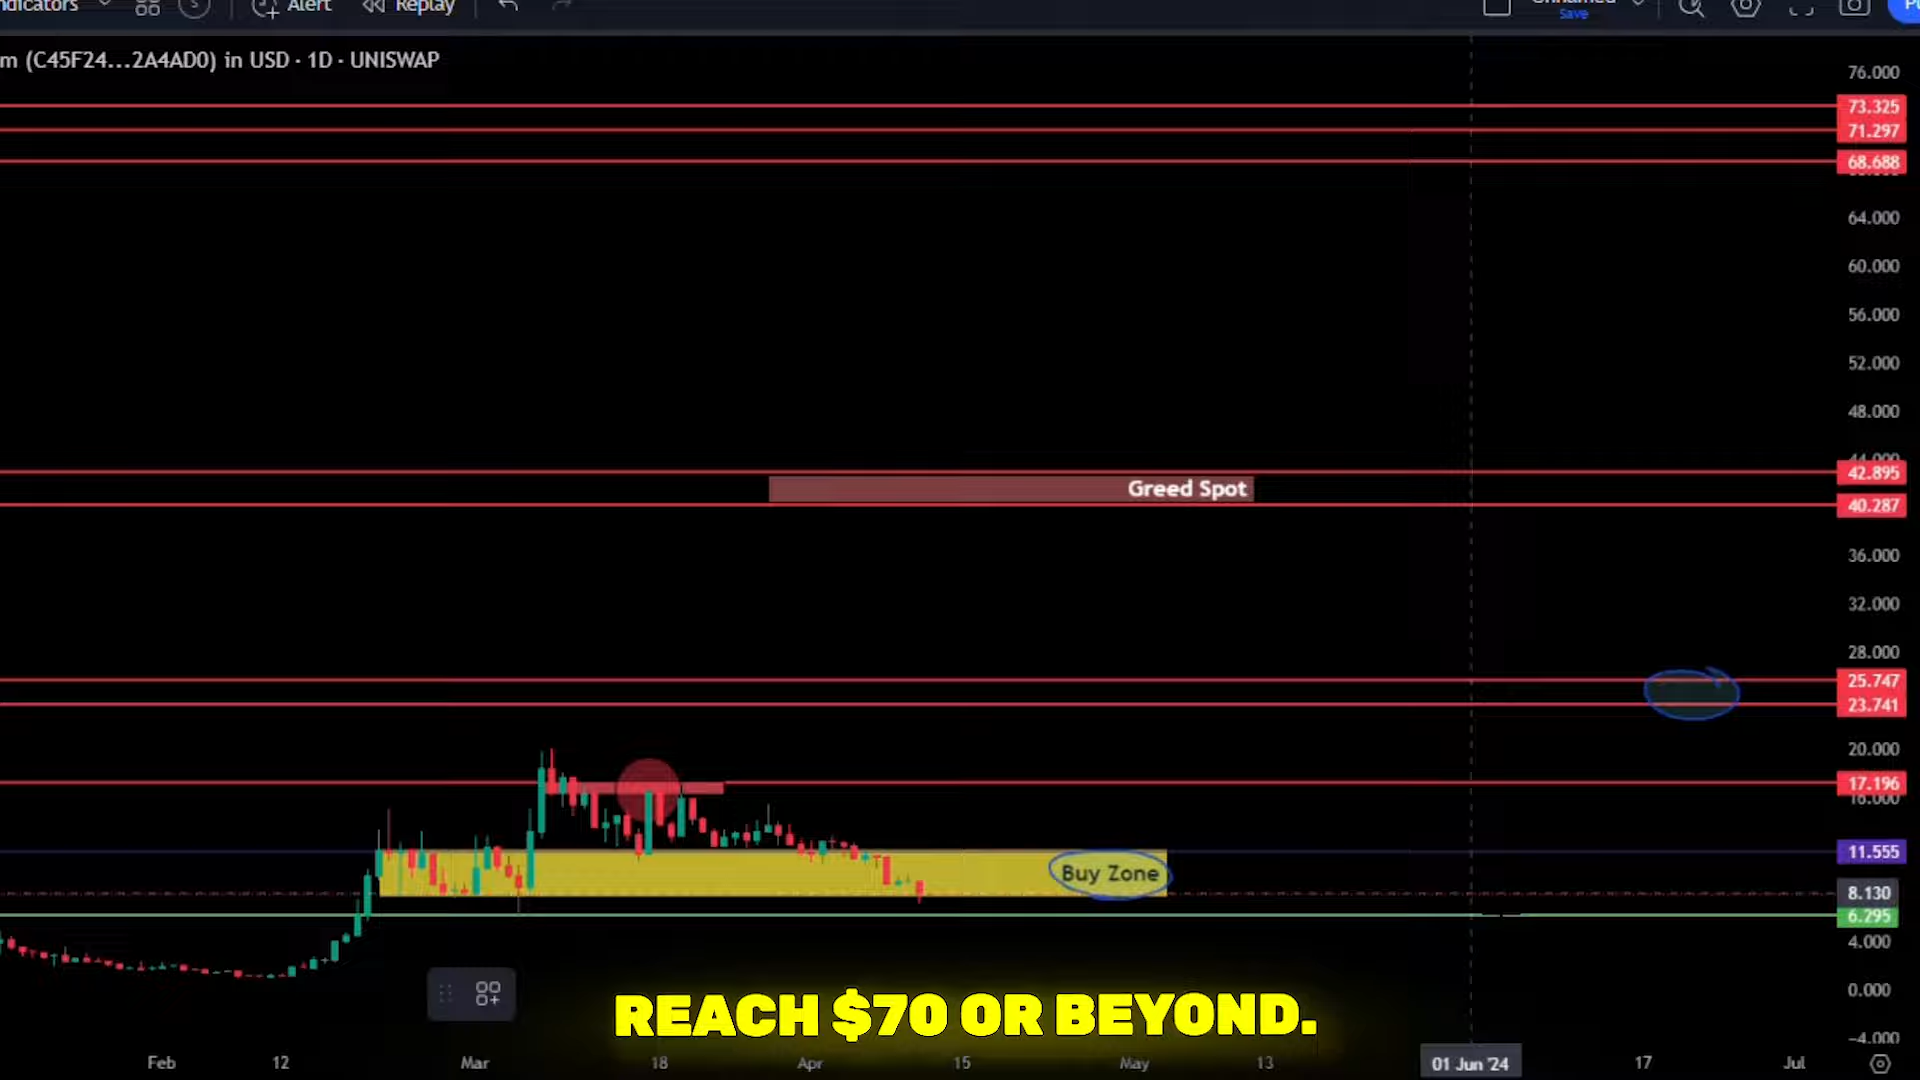 ndicators
Alert
Replay
Save
m (C45F24...2A4AD0) in USD · 1D · UNISWAP
76.000
73.325
71.297
68.688
64.000
60.000
56.000
52.000
48.000
44.000
42.895
Greed Spot
40.287
36.000
32.000
28.000
25.747
23.741
20.000
17.196
16.000
11.555
Buy Zone
8.130
6.295
4.000
0.000
REACH $70 OR BEYOND.
-4.000
Feb 12 Mar 18 Apr 15 May 13 01 Jun '24 17 Jul